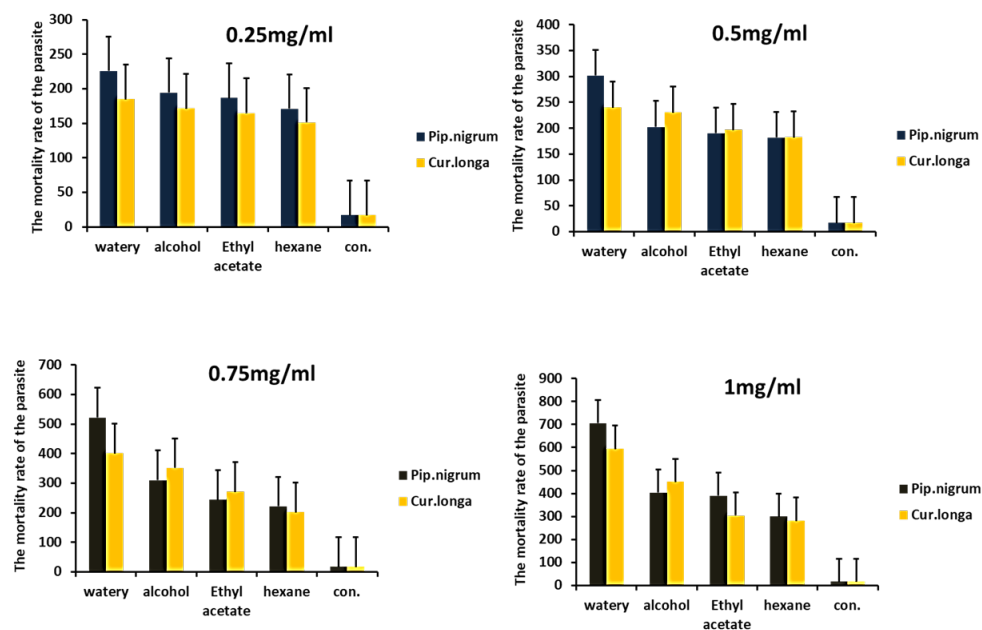 0.25mg/ml
The mortality rate of the parasite
300
250
200
150
100
50
0
watery alcohol Ethyl acetate hexane con.
Pip.nigrum
Cur.longa
0.5mg/ml
The mortality rate of the parasite
400
350
300
250
200
150
100
50
0
watery alcohol Ethyl acetate hexane con.
Pip.nigrum
Cur.longa
0.75mg/ml
The mortality rate of the parasite
700
600
500
400
300
200
100
0
watery alcohol Ethyl acetate hexane con.
Pip.nigrum
Cur.longa
1mg/ml
The mortality rate of the parasite
900
800
700
600
500
400
300
200
100
0
watery alcohol Ethyl acetate hexane con.
Pip.nigrum
Cur.longa